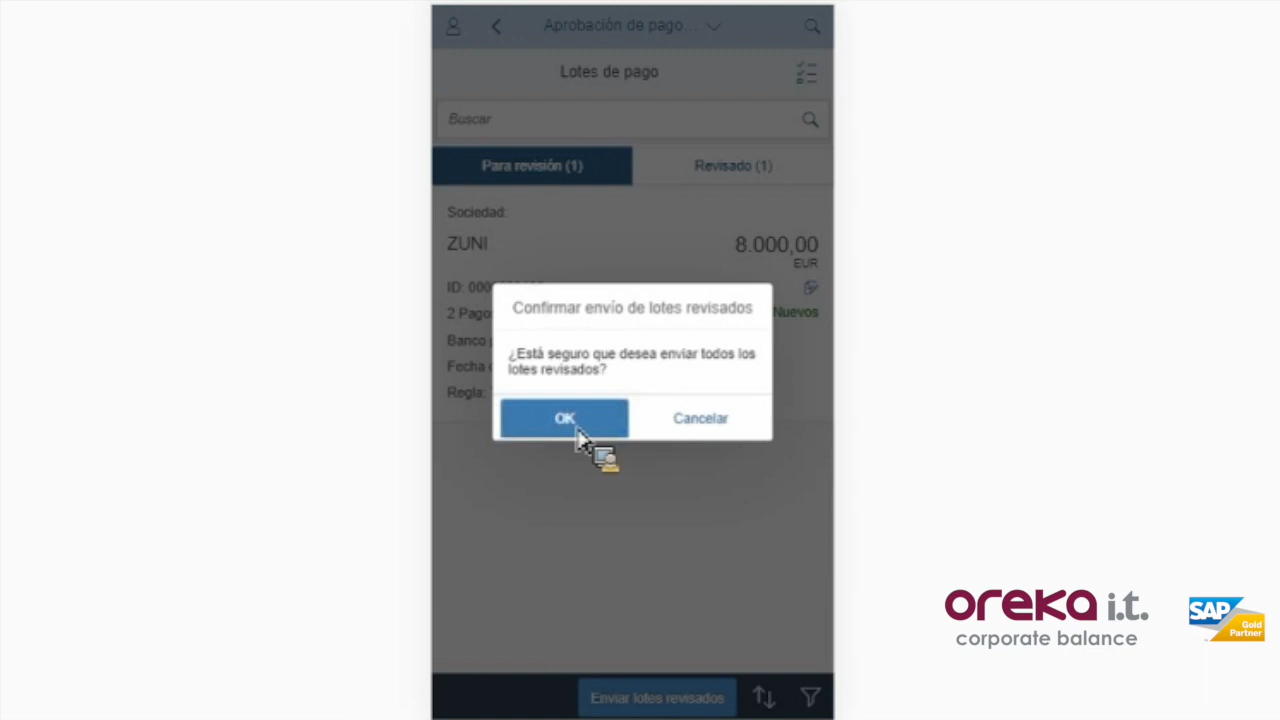 Aprobación de pago...
Lotes de pago
Buscar
Para revisión (1)
Revisado (1)
Sociedad:
ZUNI
8.000,00
EUR
ID: 000
2 Pago
Nuevos
Banco
Fecha
Regla:
Confirmar envío de lotes revisados
¿Está seguro que desea enviar todos los
lotes revisados?
OK
Cancelar
Enviar lotes revisados
oreka i.t.
corporate balance
SAP
Gold
Partner